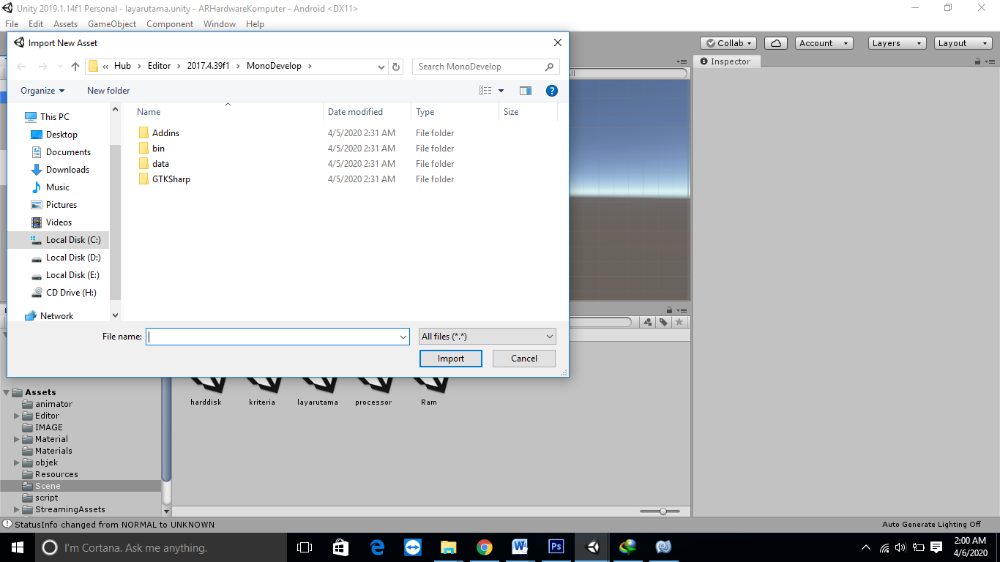 Unity 2019.1.14f1 Personal - layarutama.unity - ARHardwareKomputer - Android <DX11>
File Edit Assets GameObject Component Window Help
Import New Asset
Collab Account Layers Layout
« Hub Editor 2017.4.39f1 MonoDevelop
Search MonoDevelop
Inspector
All
Organize New folder
Name Date modified Type Size
This PC
Desktop
Documents
Downloads
Music
Pictures
Videos
Local Disk (C:)
Local Disk (D:)
Local Disk (E:)
CD Drive (H:)
Network
Addins 4/5/2020 2:31 AM File folder
bin 4/5/2020 2:31 AM File folder
data 4/5/2020 2:31 AM File folder
GTKSharp 4/5/2020 2:31 AM File folder
File name: All files (*.*)
Import Cancel
harddisk kriteria layarutama processor Ram
Assets
animator
Editor
IMAGE
Material
Materials
objek
Resources
Scene
script
StreamingAssets
StatusInfo changed from NORMAL to UNKNOWN
Auto Generate Lighting Off
I'm Cortana. Ask me anything.
2:00 AM
4/6/2020